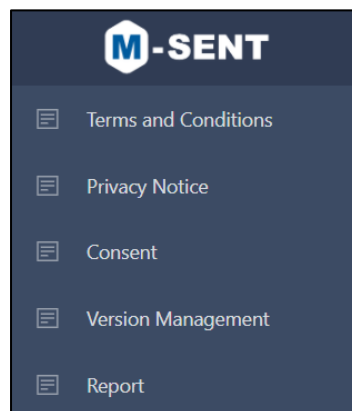 M-SENT
Terms and Conditions
Privacy Notice
Consent
Version Management
Report